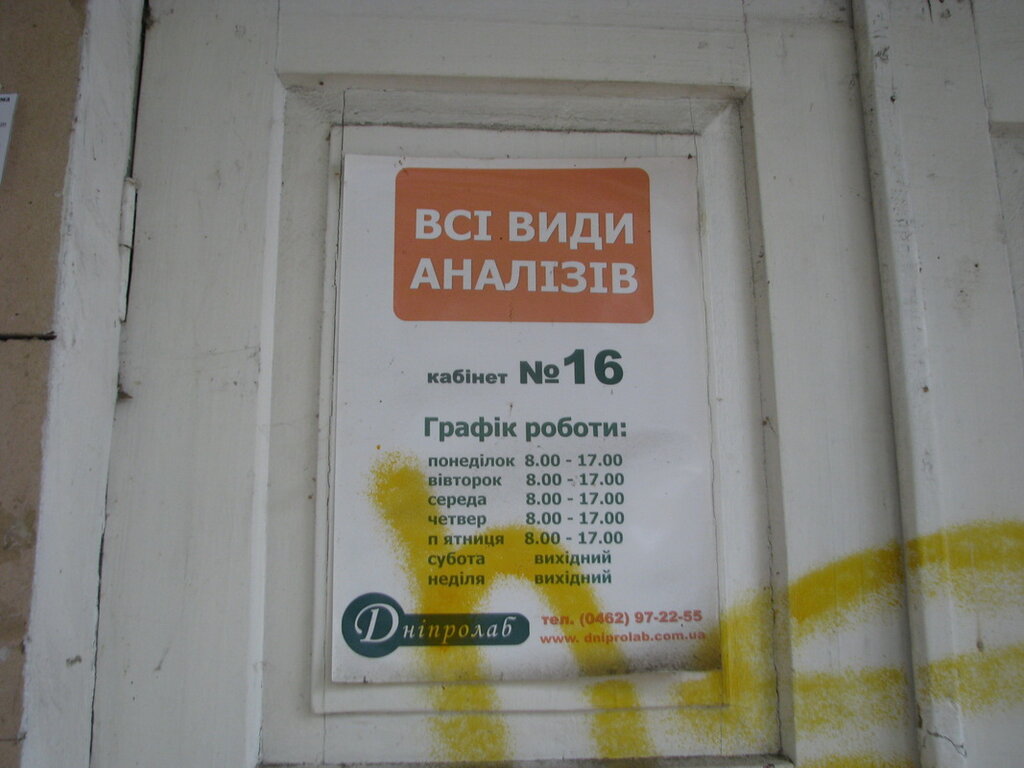 ВСІ ВИДИ
АНАЛІЗІВ
кабінет №16
Графік роботи:
понеділок 8.00 - 17.00
вівторок 8.00 - 17.00
середа 8.00 - 17.00
четвер 8.00 - 17.00
п ятниця 8.00 - 17.00
субота вихідний
неділя вихідний
Дніпролаб
тел. (0462) 97-22-55
www. dniprolab.com.ua